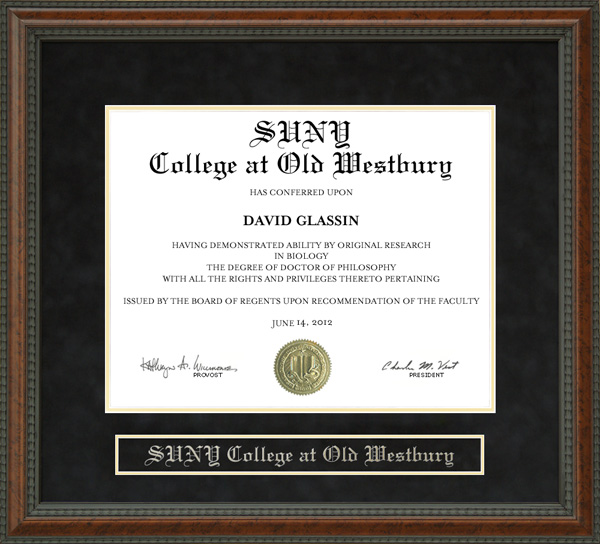 SUNY
College at Old Westbury
HAS CONFERRED UPON
DAVID GLASSIN
HAVING DEMONSTRATED ABILITY BY ORIGINAL RESEARCH
IN BIOLOGY
THE DEGREE OF DOCTOR OF PHILOSOPHY
WITH ALL THE RIGHTS AND PRIVILEGES THERETO PERTAINING
ISSUED BY THE BOARD OF REGENTS UPON RECOMMENDATION OF THE FACULTY
JUNE 14, 2012
Charles M. Vest
PROVOST
PRESIDENT
SUNY College at Old Westbury